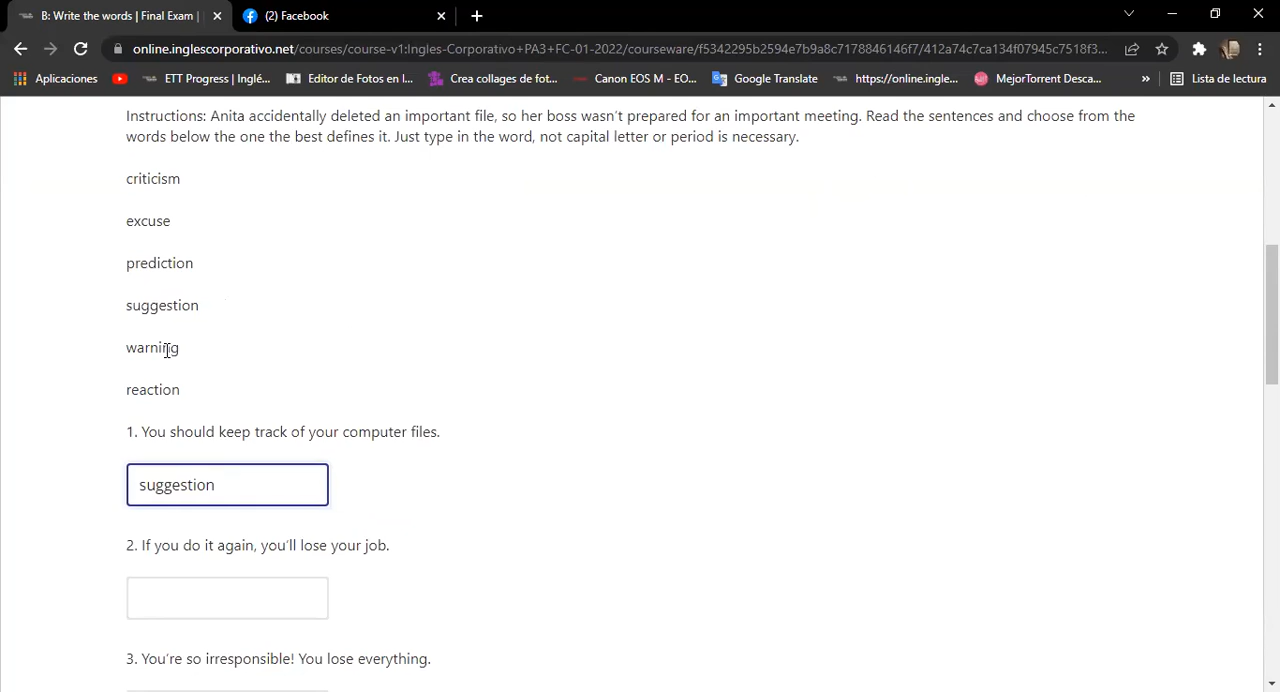 B: Write the words | Final Exam |
(2) Facebook
online.inglescorporativo.net/courses/course-v1:Ingles-Corporativo+PA3+FC-01-2022/courseware/f5342295b2594e7b9a8c7178846146f7/412a74c7ca134f07945c7518f3...
Aplicaciones
ETT Progress | Inglé...
Editor de Fotos en l...
Crea collages de fot...
Canon EOS M - EO...
Google Translate
https://online.ingle...
MejorTorrent Desca...
»
Lista de lectura
Instructions: Anita accidentally deleted an important file, so her boss wasn't prepared for an important meeting. Read the sentences and choose from the
words below the one the best defines it. Just type in the word, not capital letter or period is necessary.
criticism
excuse
prediction
suggestion
warning
reaction
1. You should keep track of your computer files.
suggestion
2. If you do it again, you'll lose your job.
3. You're so irresponsible! You lose everything.